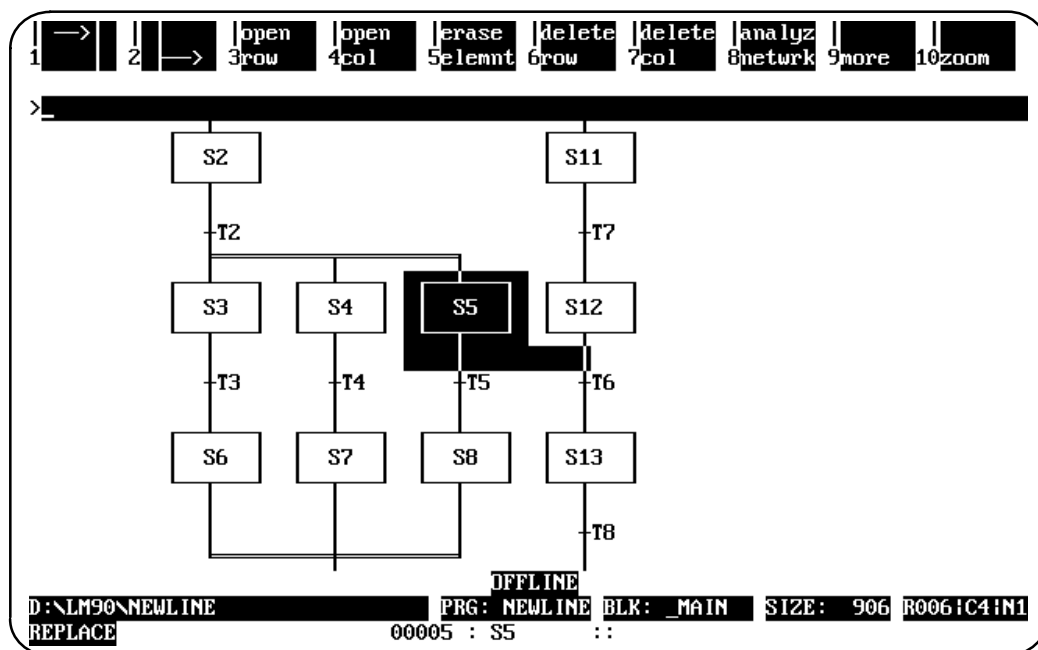 open open erase delete delete analyz
1 2 3row 4col 5elemnt 6row 7col 8netwrk 9more 10zoom
>_
S2 S11
T2 T7
S3 S4 S5 S12
T3 T4 T5 T6
S6 S7 S8 S13
T8
OFFLINE
D:\LM90\NEWLINE PRG: NEWLINE BLK: _MAIN SIZE: 906 R006|C4|N1
REPLACE 00005 : S5 ::